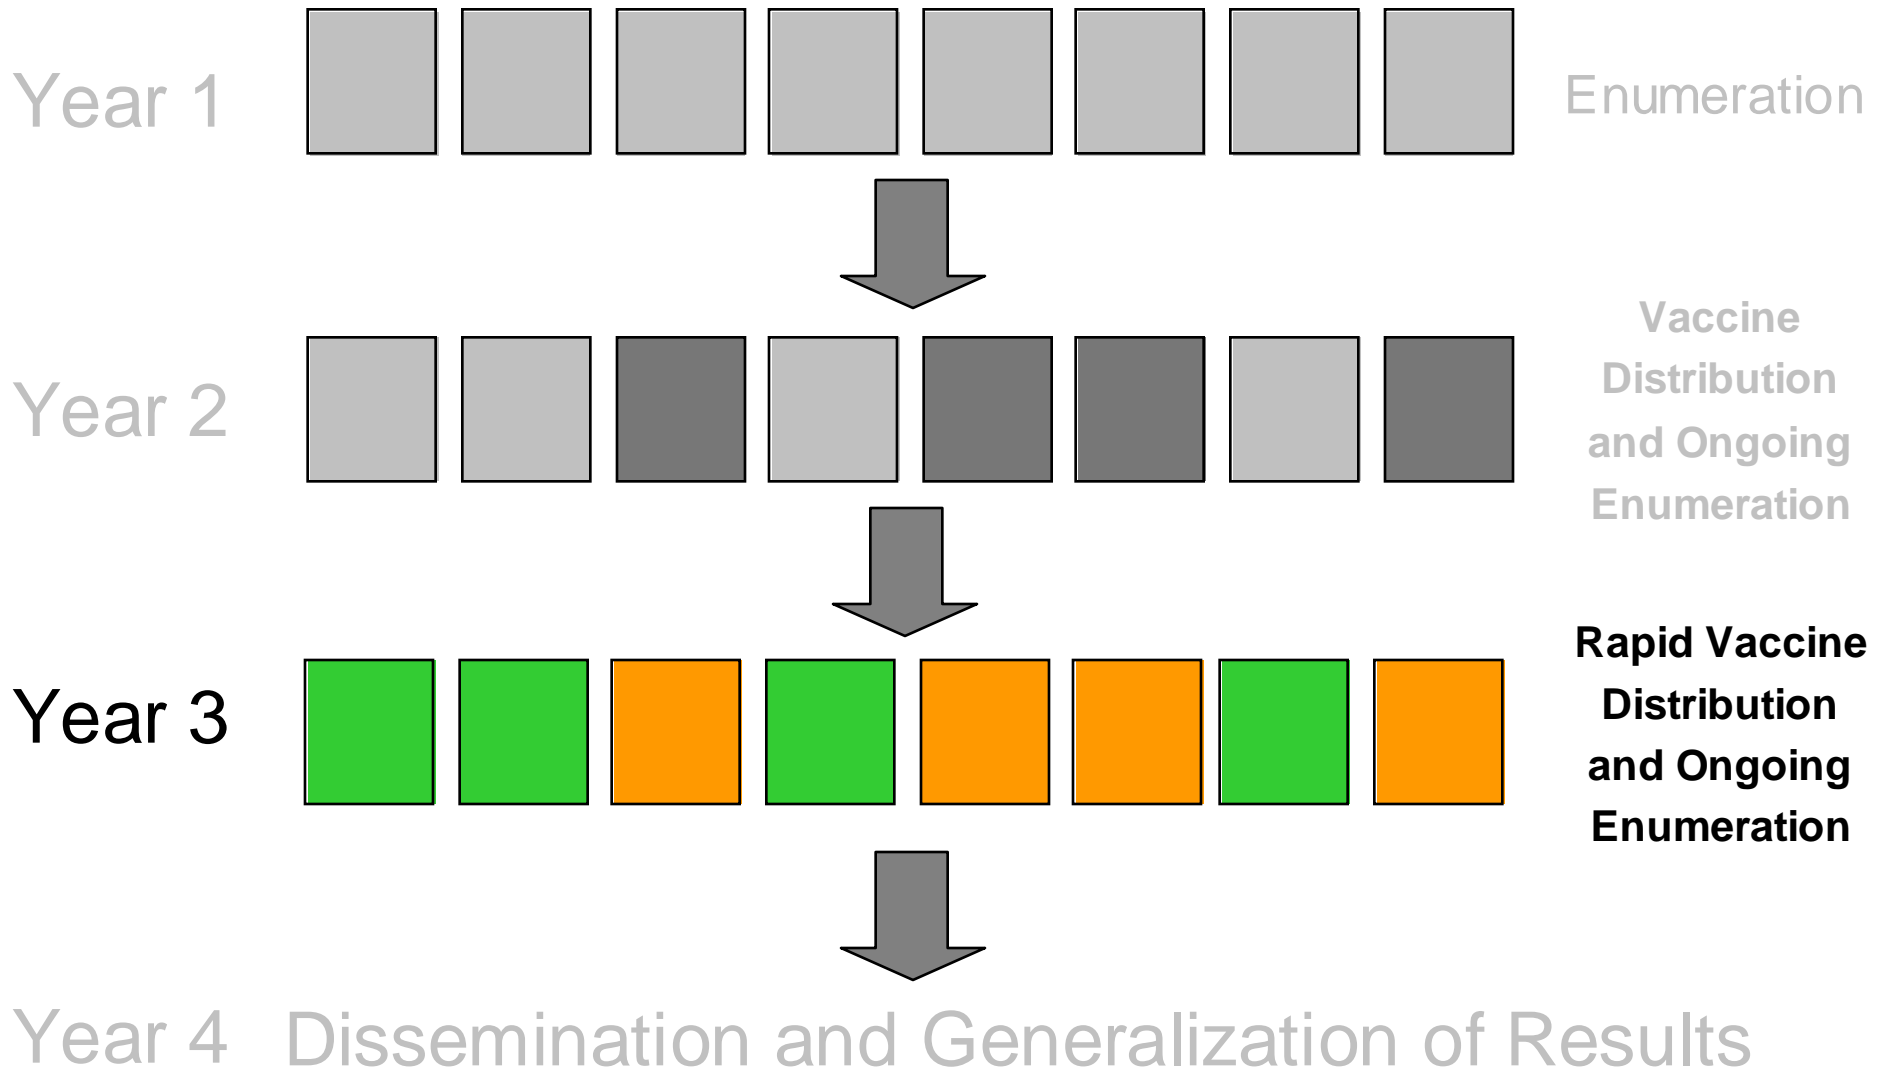 Year 1
Enumeration
Year 2
Vaccine
Distribution
and Ongoing
Enumeration
Year 3
Rapid Vaccine
Distribution
and Ongoing
Enumeration
Year 4 Dissemination and Generalization of Results